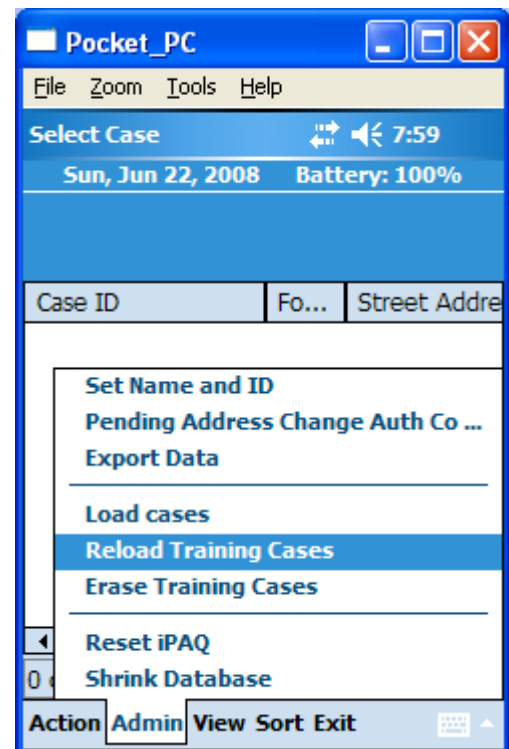 Pocket_PC
File Zoom Tools Help
Select Case 7:59
Sun, Jun 22, 2008 Battery: 100%
Case ID Fo... Street Addre
Set Name and ID
Pending Address Change Auth Co ...
Export Data
Load cases
Reload Training Cases
Erase Training Cases
Reset iPAQ
0
Shrink Database
Action Admin View Sort Exit